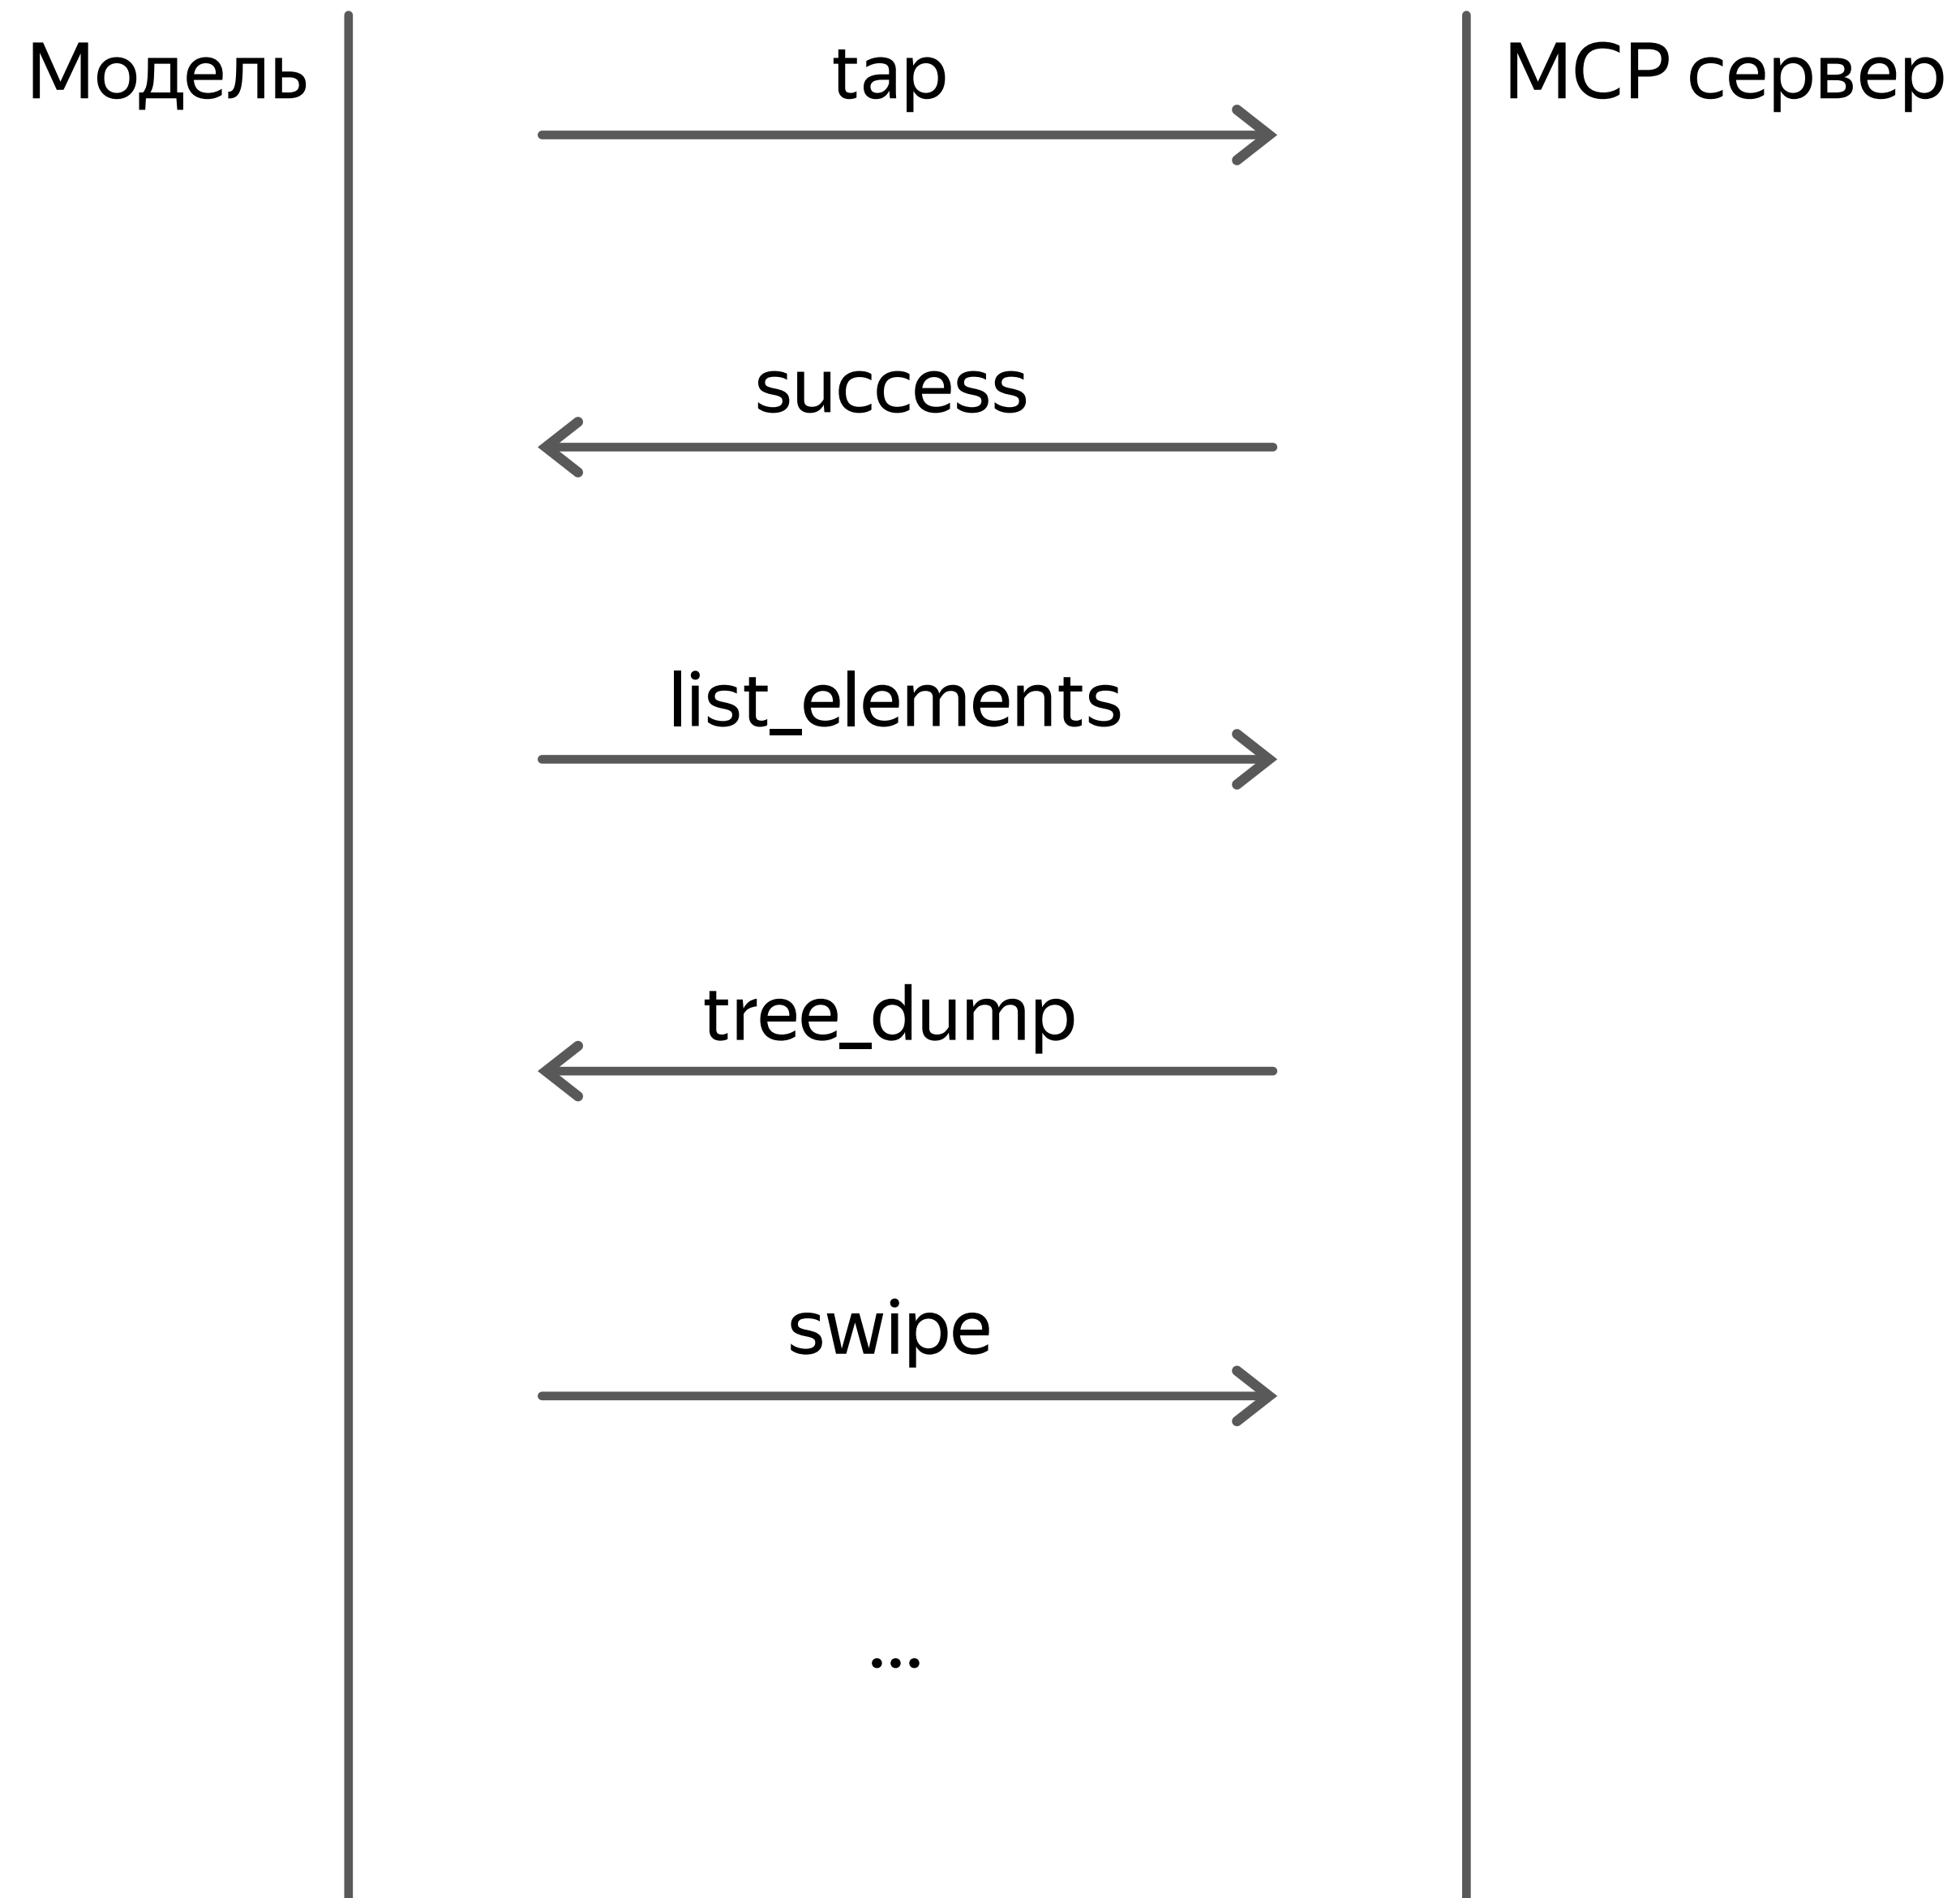 Модель
tap
MCP сервер
success
list_elements
tree_dump
swipe
...